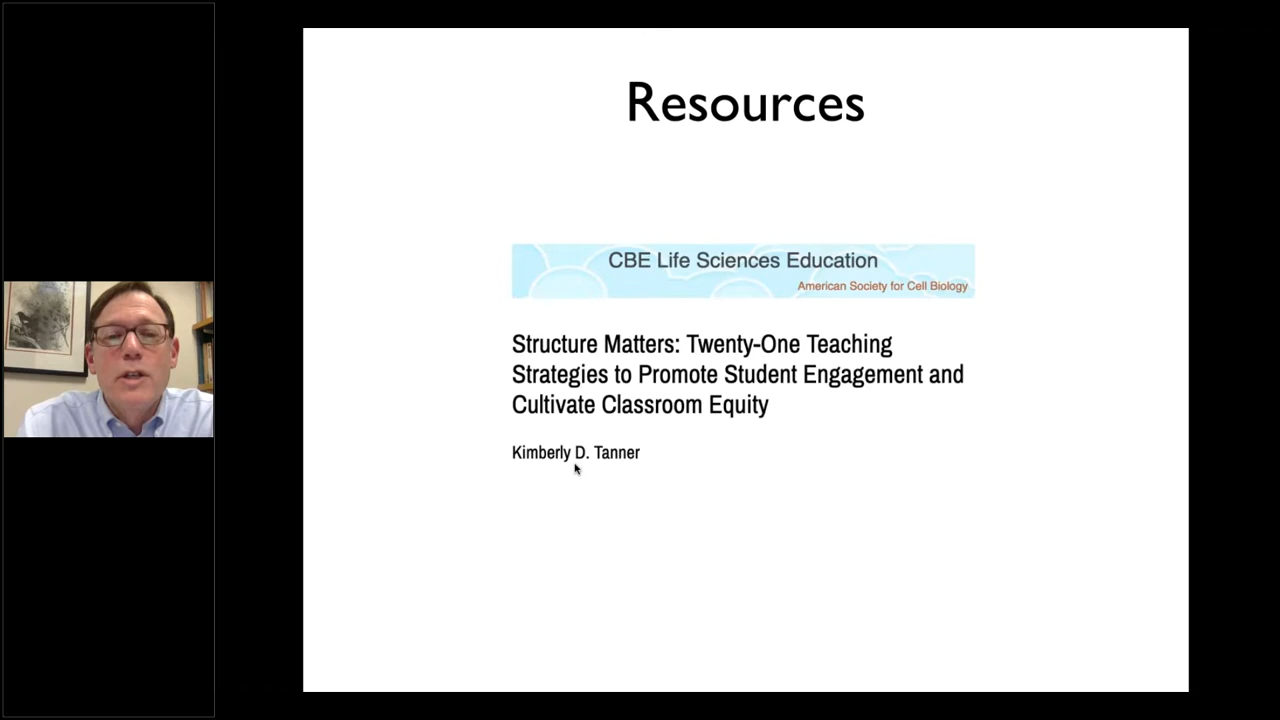 Resources
CBE Life Sciences Education
American Society for Cell Biology
Structure Matters: Twenty-One Teaching
Strategies to Promote Student Engagement and
Cultivate Classroom Equity
Kimberly D. Tanner